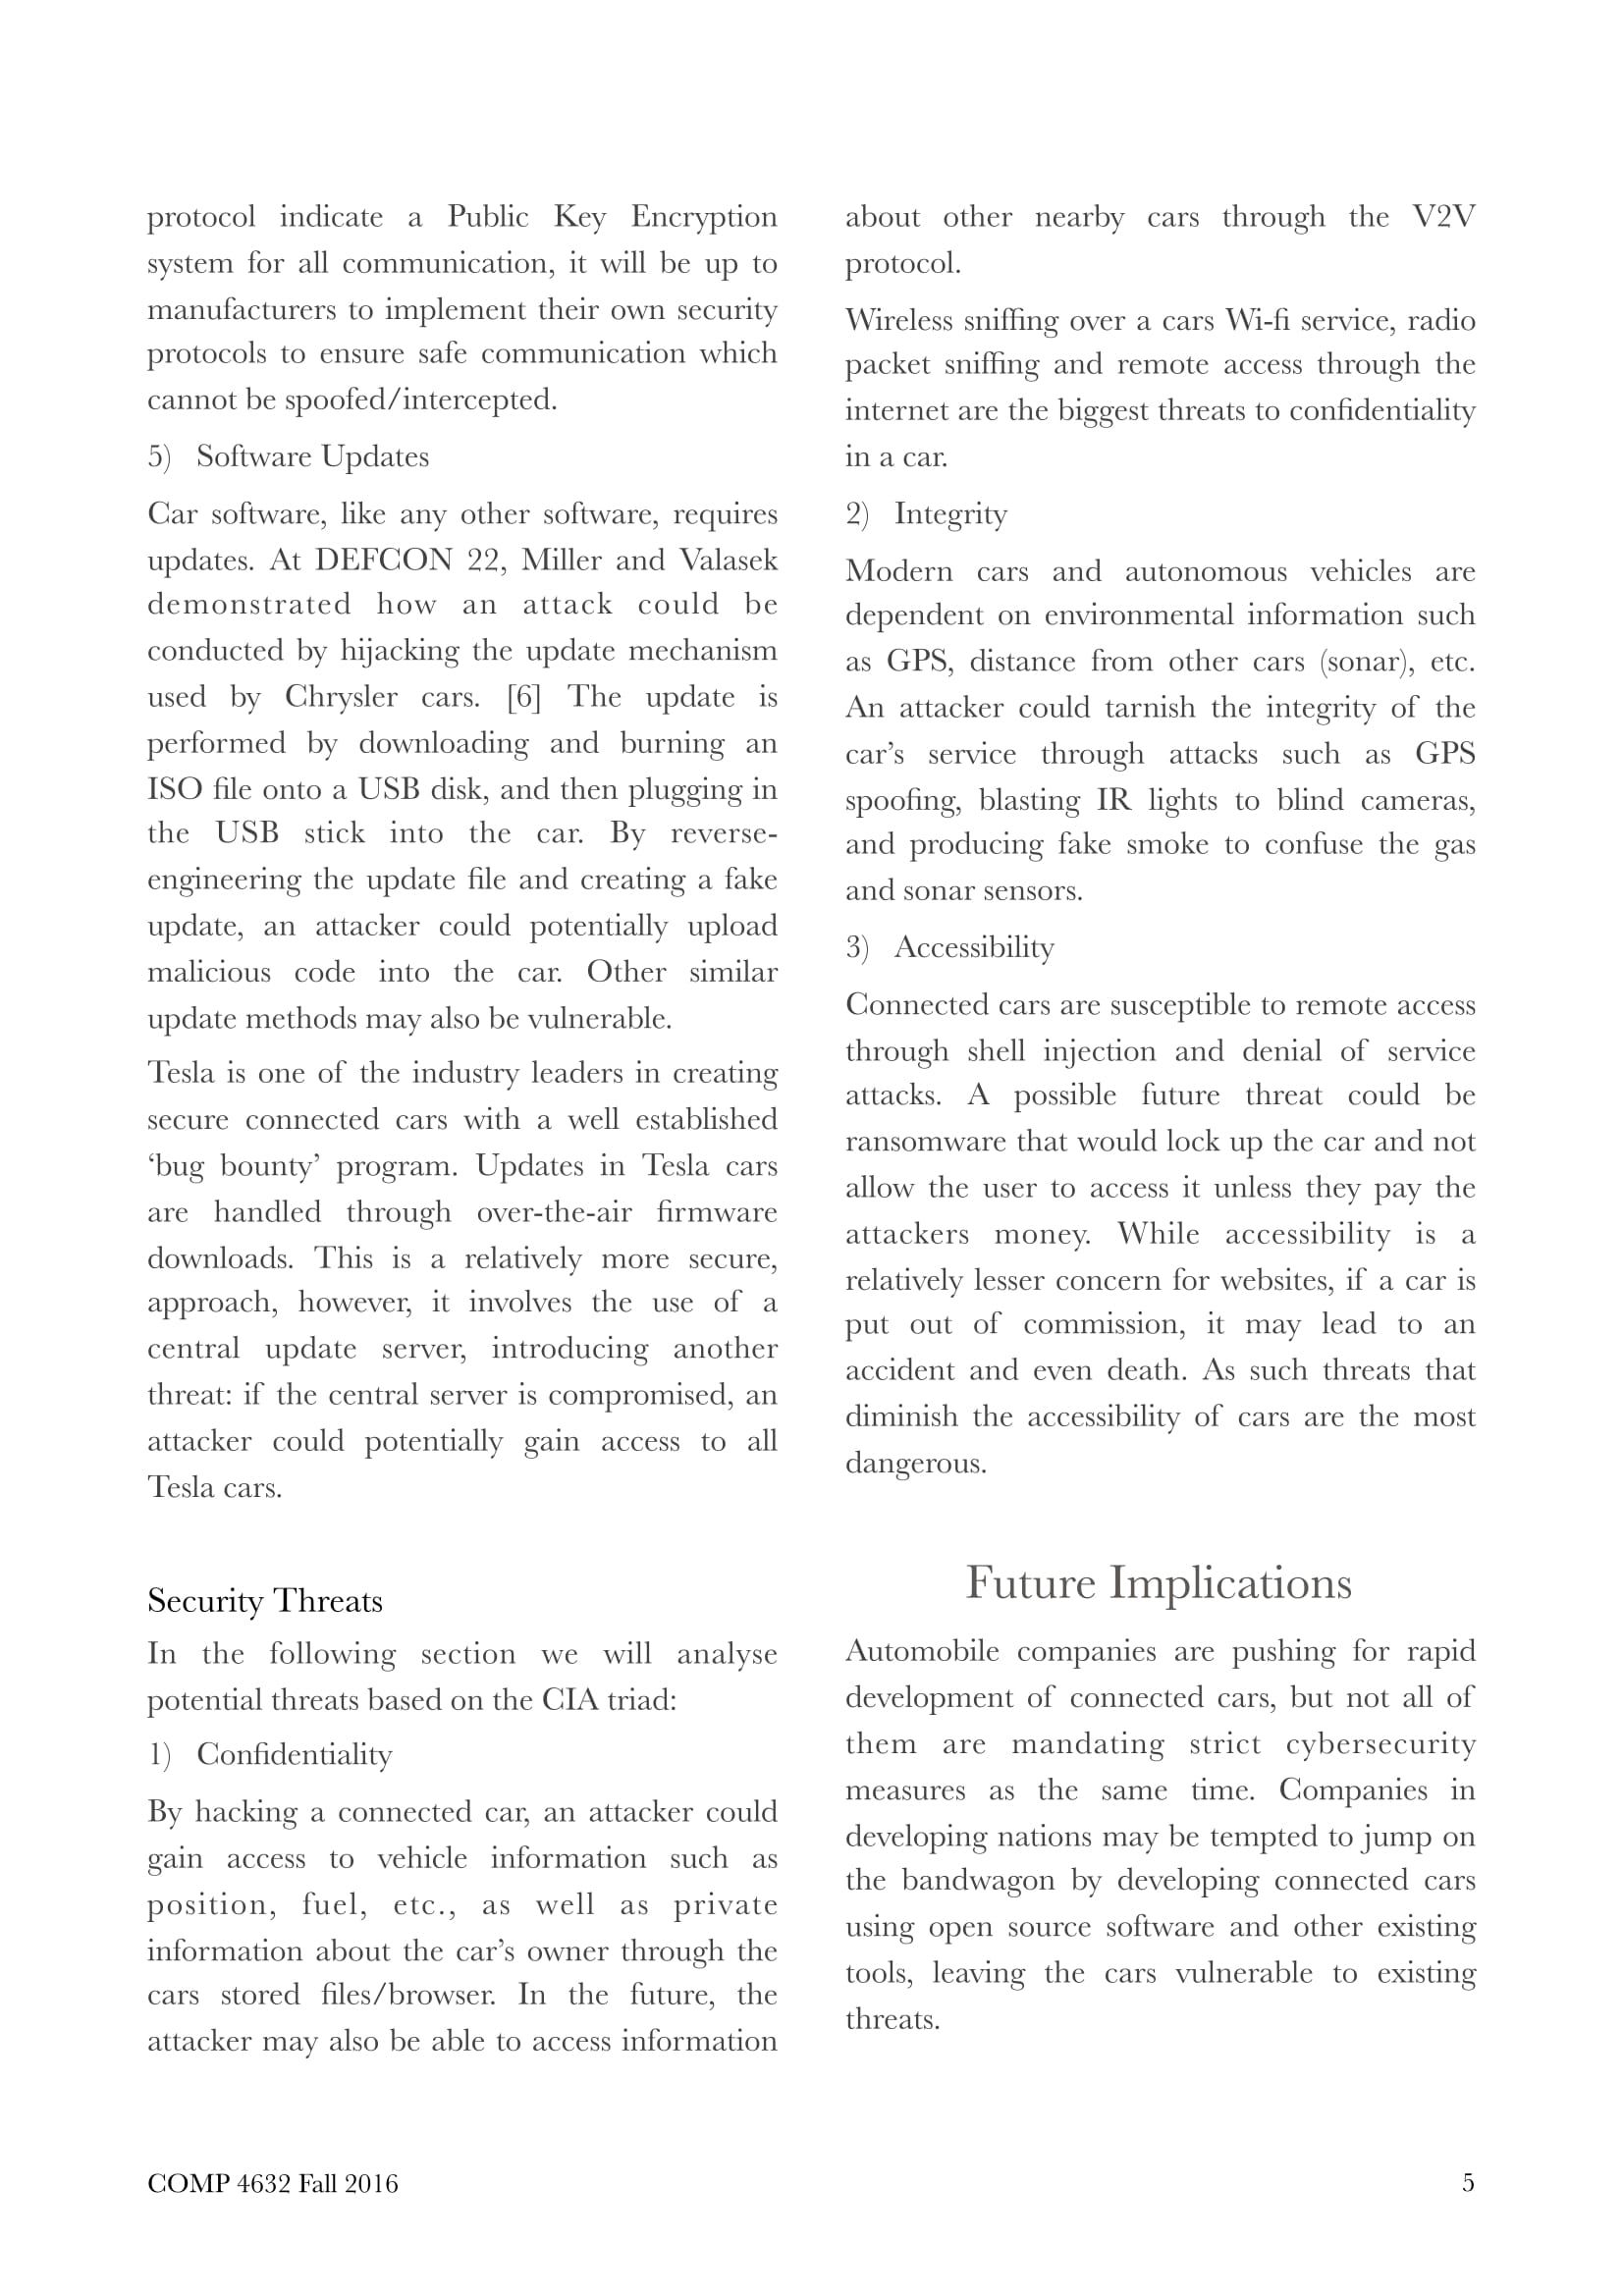 protocol indicate a Public Key Encryption
system for all communication, it will be up to
manufacturers to implement their own security
protocols to ensure safe communication which
cannot be spoofed/intercepted.
5) Software Updates
Car software, like any other software, requires
updates. At DEFCON 22, Miller and Valasek
demonstrated how an attack could be
conducted by hijacking the update mechanism
used by Chrysler cars. [6] The update is
performed by downloading and burning an
ISO file onto a USB disk, and then plugging in
the USB stick into the car. By reverse-
engineering the update file and creating a fake
update, an attacker could potentially upload
malicious code into the car. Other similar
update methods may also be vulnerable.
Tesla is one of the industry leaders in creating
secure connected cars with a well established
‘bug bounty’ program. Updates in Tesla cars
are handled through over-the-air firmware
downloads. This is a relatively more secure,
approach, however, it involves the use of a
central update server, introducing another
threat: if the central server is compromised, an
attacker could potentially gain access to all
Tesla cars.
Security Threats
In the following section we will analyse
potential threats based on the CIA triad:
1) Confidentiality
By hacking a connected car, an attacker could
gain access to vehicle information such as
position, fuel, etc., as well as private
information about the car’s owner through the
cars stored files/browser. In the future, the
attacker may also be able to access information
about other nearby cars through the V2V
protocol.
Wireless sniffing over a cars Wi-fi service, radio
packet sniffing and remote access through the
internet are the biggest threats to confidentiality
in a car.
2) Integrity
Modern cars and autonomous vehicles are
dependent on environmental information such
as GPS, distance from other cars (sonar), etc.
An attacker could tarnish the integrity of the
car’s service through attacks such as GPS
spoofing, blasting IR lights to blind cameras,
and producing fake smoke to confuse the gas
and sonar sensors.
3) Accessibility
Connected cars are susceptible to remote access
through shell injection and denial of service
attacks. A possible future threat could be
ransomware that would lock up the car and not
allow the user to access it unless they pay the
attackers money. While accessibility is a
relatively lesser concern for websites, if a car is
put out of commission, it may lead to an
accident and even death. As such threats that
diminish the accessibility of cars are the most
dangerous.
Future Implications
Automobile companies are pushing for rapid
development of connected cars, but not all of
them are mandating strict cybersecurity
measures as the same time. Companies in
developing nations may be tempted to jump on
the bandwagon by developing connected cars
using open source software and other existing
tools, leaving the cars vulnerable to existing
threats.
COMP 4632 Fall 2016
5